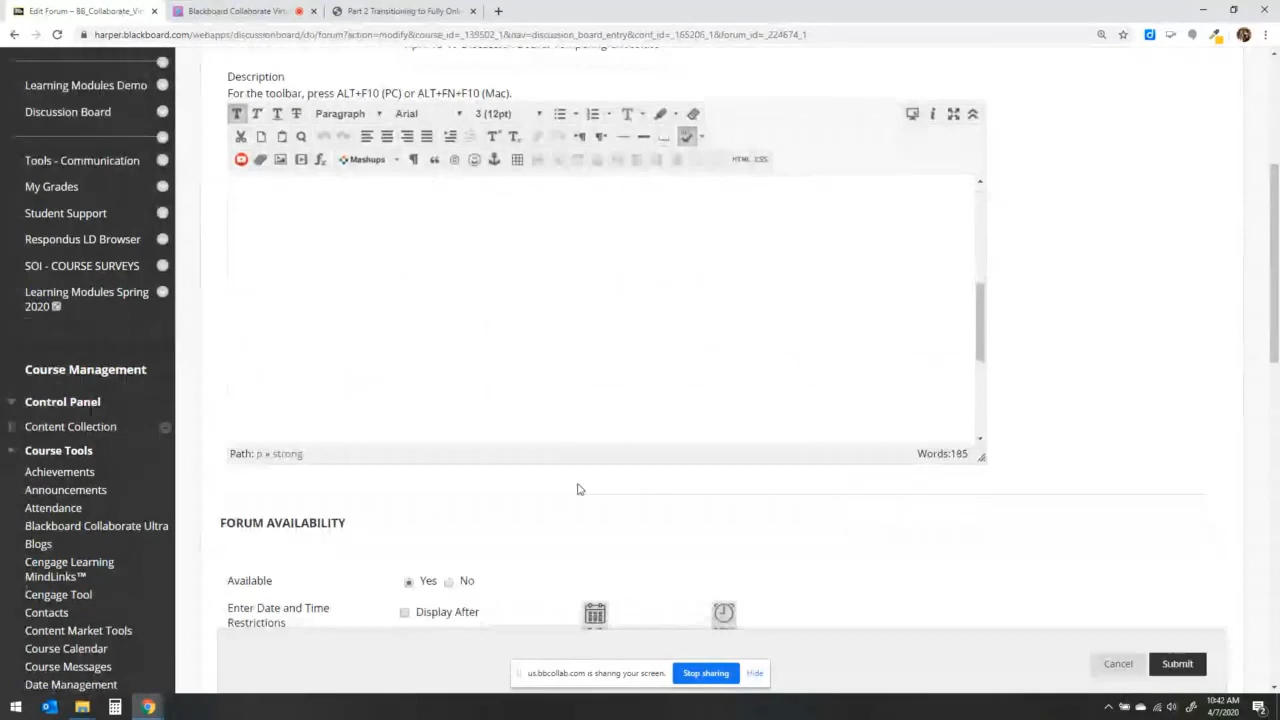 Edit Forum – BB_Collaborate_Vir
Blackboard Collaborate Virtu
Part 2 Transitioning to Fully Onli
harper.blackboard.com/webapps/discussionboard/do/forum?action=modify&course_id=_139502_1&nav=discussion_board_entry&conf_id=_165206_1&forum_id=_224674_1
Description
For the toolbar, press ALT+F10 (PC) or ALT+FN+F10 (Mac).
Paragraph
Arial
3 (12pt)
Mashups
HTML CSS
Path: p » strong
Words:185
FORUM AVAILABILITY
Available
Yes
No
Enter Date and Time
Restrictions
Display After
Cancel
Submit
us.bbcollab.com is sharing your screen.
Stop sharing
Hide
Learning Modules Demo
Discussion Board
Tools - Communication
My Grades
Student Support
Respondus LD Browser
SOI - COURSE SURVEYS
Learning Modules Spring
2020
Course Management
Control Panel
Content Collection
Course Tools
Achievements
Announcements
Attendance
Blackboard Collaborate Ultra
Blogs
Cengage Learning
MindLinks™
Cengage Tool
Contacts
Content Market Tools
Course Calendar
Course Messages
Date Management
10:42 AM
4/7/2020